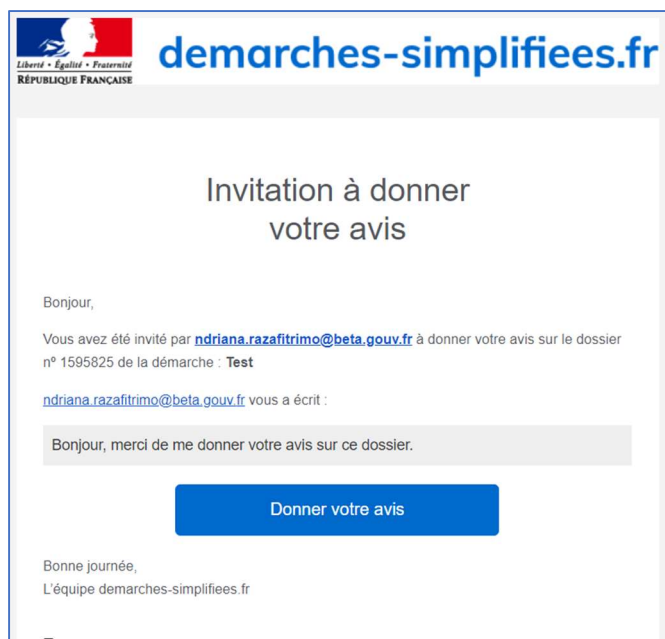 Liberté • Égalité • Fraternité
RÉPUBLIQUE FRANÇAISE
demarches-simplifiees.fr
Invitation à donner
votre avis
Bonjour,
Vous avez été invité par ndriana.razafitrimo@beta.gouv.fr à donner votre avis sur le dossier
nº 1595825 de la démarche : Test
ndriana.razafitrimo@beta.gouv.fr vous a écrit :
Bonjour, merci de me donner votre avis sur ce dossier.
Donner votre avis
Bonne journée,
L'équipe demarches-simplifiees.fr